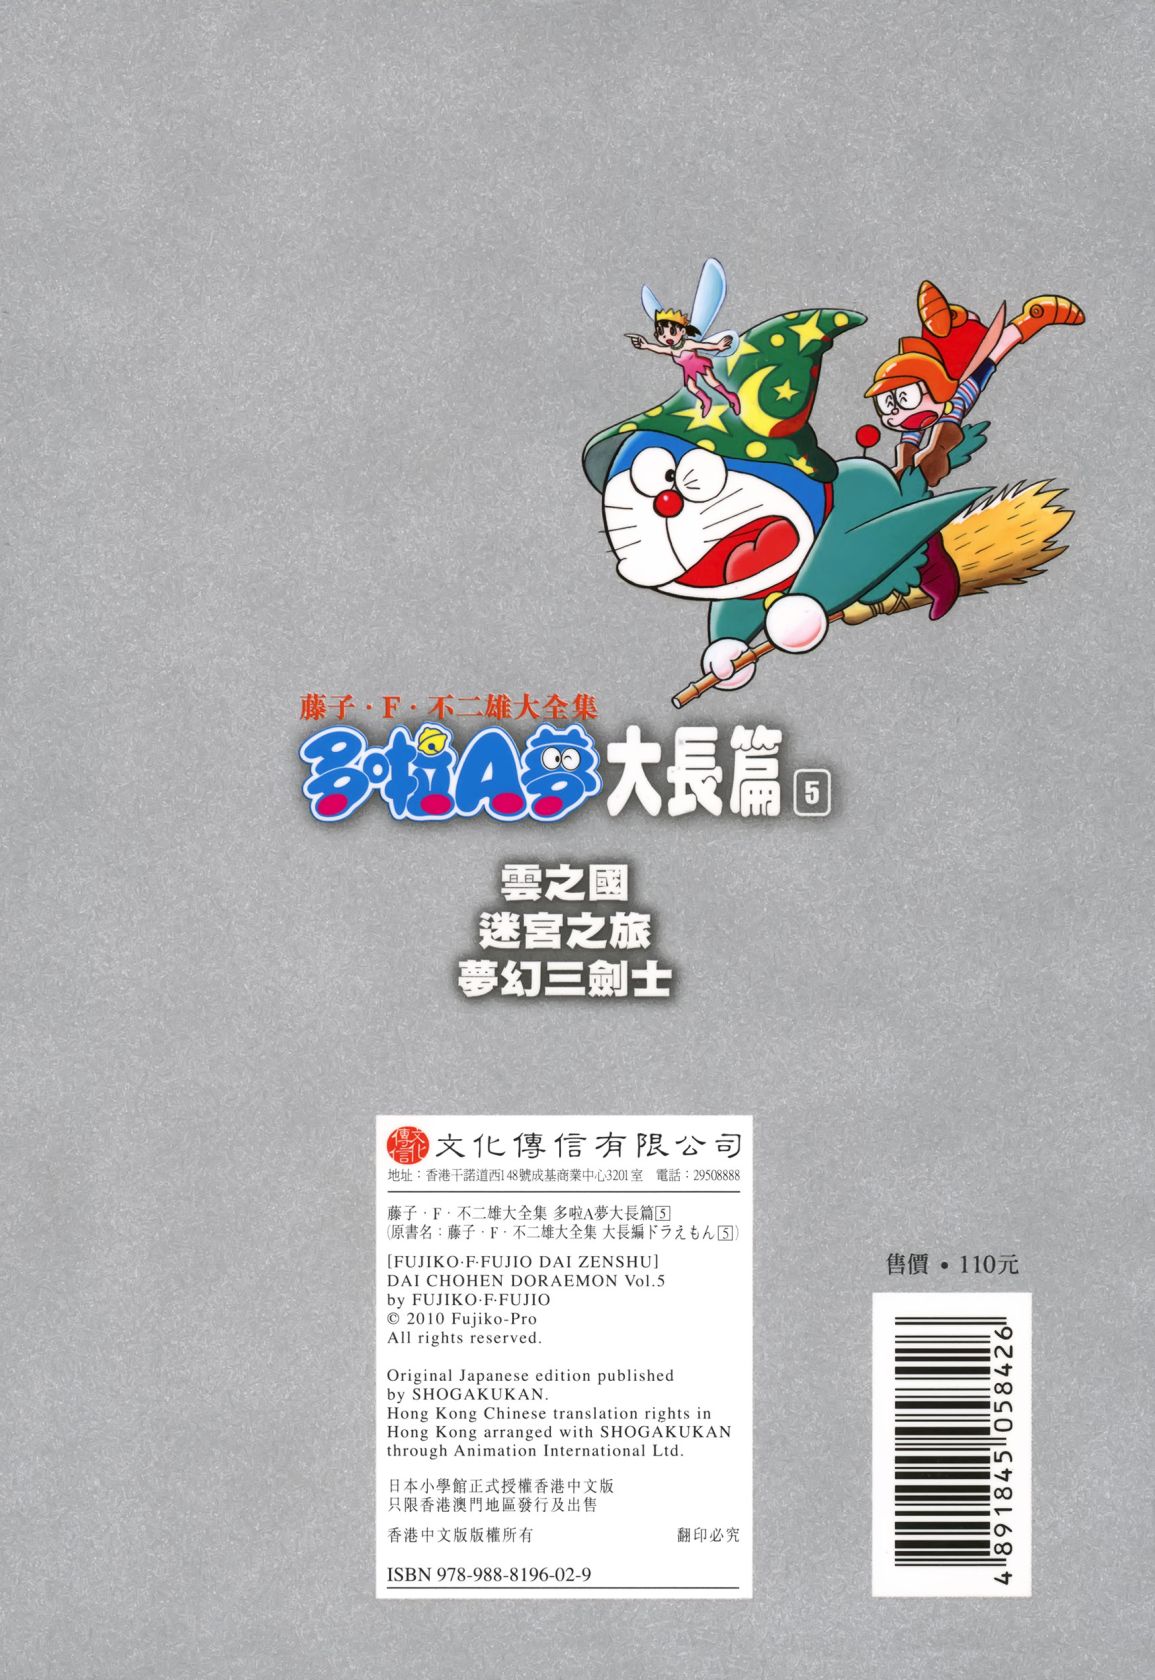 藤子·F·不二雄大全集
多啦A夢大長篇 5
雲之國
迷宮之旅
夢幻三劍士
文化傳信
文化傳信有限公司
地址：香港干諾道西148號成基商業中心3201室 電話：29508888
藤子·F·不二雄大全集 多啦A夢大長篇5
(原書名：藤子·F·不二雄大全集 大長編ドラえもん5)
[FUJIKO·F·FUJIO DAI ZENSHU]
DAI CHOHEN DORAEMON Vol.5
by FUJIKO·F·FUJIO
© 2010 Fujiko-Pro
All rights reserved.
Original Japanese edition published
by SHOGAKUKAN.
Hong Kong Chinese translation rights in
Hong Kong arranged with SHOGAKUKAN
through Animation International Ltd.
日本小學館正式授權香港中文版
只限香港澳門地區發行及出售
香港中文版版權所有 翻印必究
ISBN 978-988-8196-02-9
售價 • 110元
4891845058426